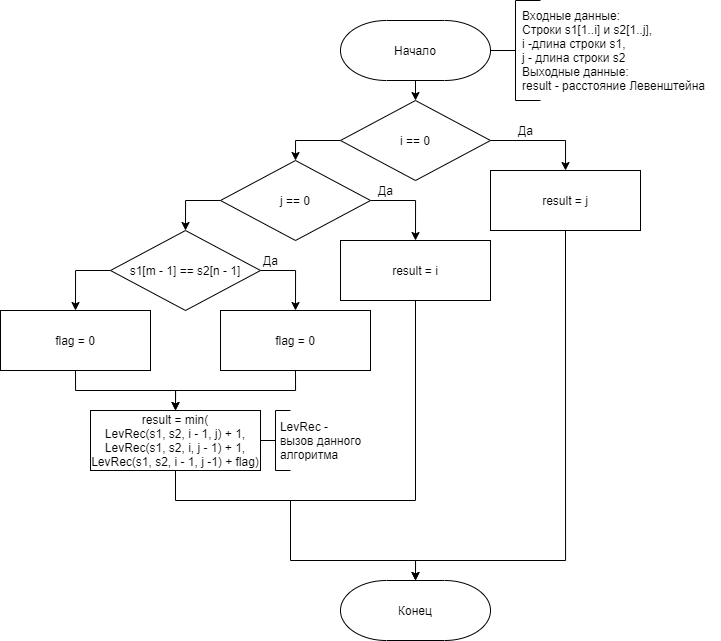 Начало
Входные данные:
Строки s1[1..i] и s2[1..j],
i -длина строки s1,
j - длина строки s2
Выходные данные:
result - расстояние Левенштейна
i == 0
Да
result = j
j == 0
Да
result = i
s1[m - 1] == s2[n - 1]
Да
flag = 0
flag = 0
result = min(
LevRec(s1, s2, i - 1, j) + 1,
LevRec(s1, s2, i, j - 1) + 1,
LevRec(s1, s2, i - 1, j -1) + flag)
LevRec -
вызов данного
алгоритма
Конец